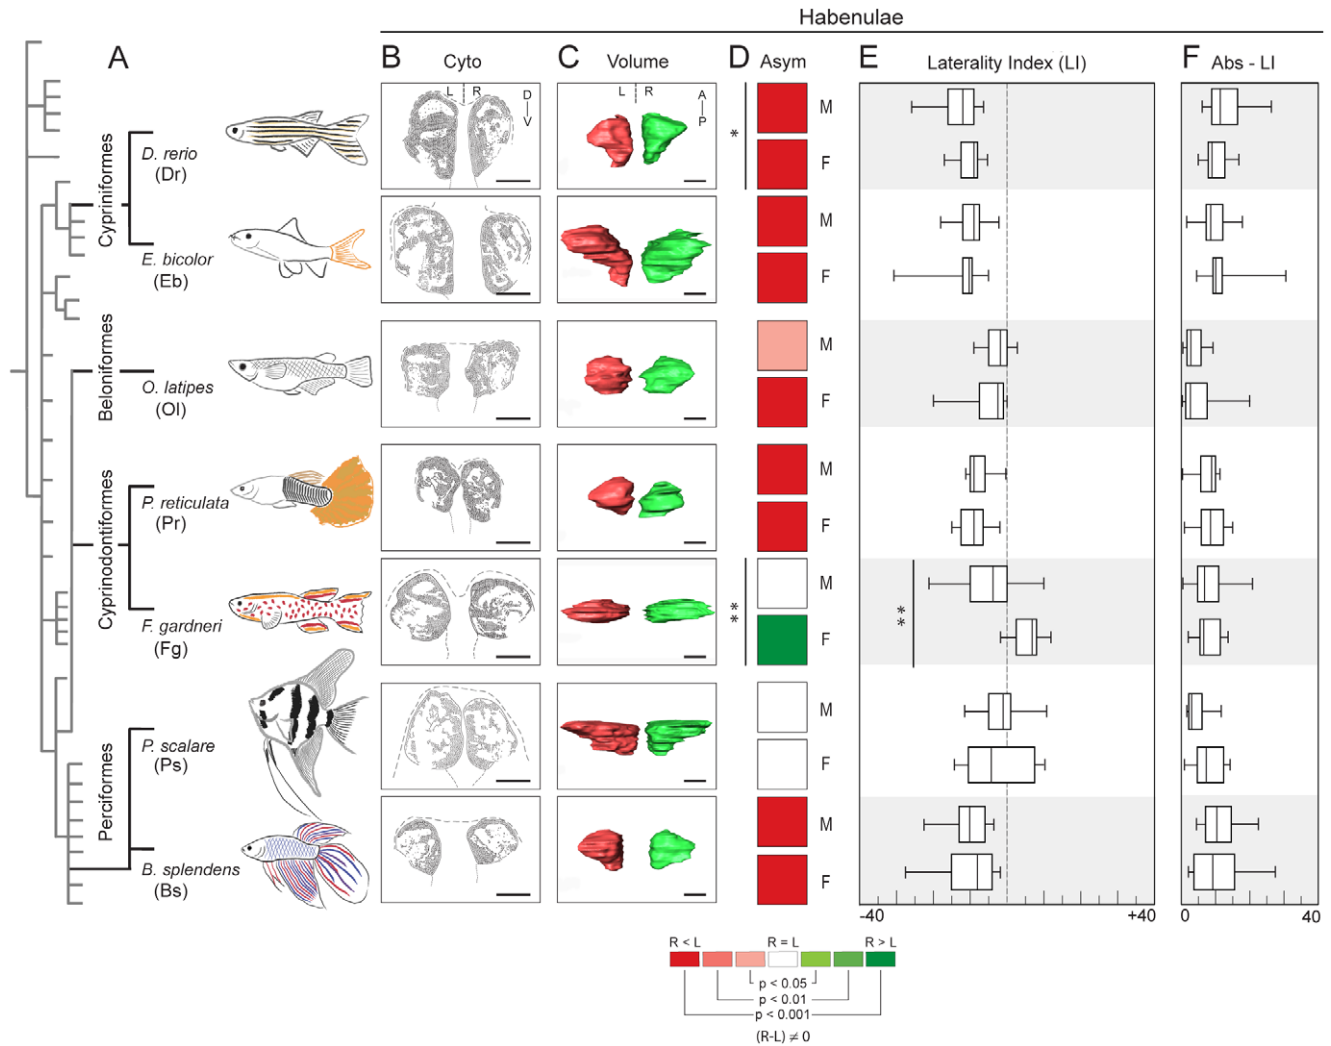 Habenulae
A
B Cyto
C Volume
D Asym
E Laterality Index (LI)
F Abs - LI
L R
D
V
L R
A
P
*
M
F
Cypriniformes
D. rerio
(Dr)
E. bicolor
(Eb)
M
F
Beloniformes
O. latipes
(Ol)
M
F
Cyprinodontiformes
P. reticulata
(Pr)
M
F
F. gardneri
(Fg)
**
M
F
**
Perciformes
P. scalare
(Ps)
M
F
B. splendens
(Bs)
M
F
-40 +40 0 40
R < L R = L R > L
p < 0.05
p < 0.01
p < 0.001
(R-L) ≠ 0